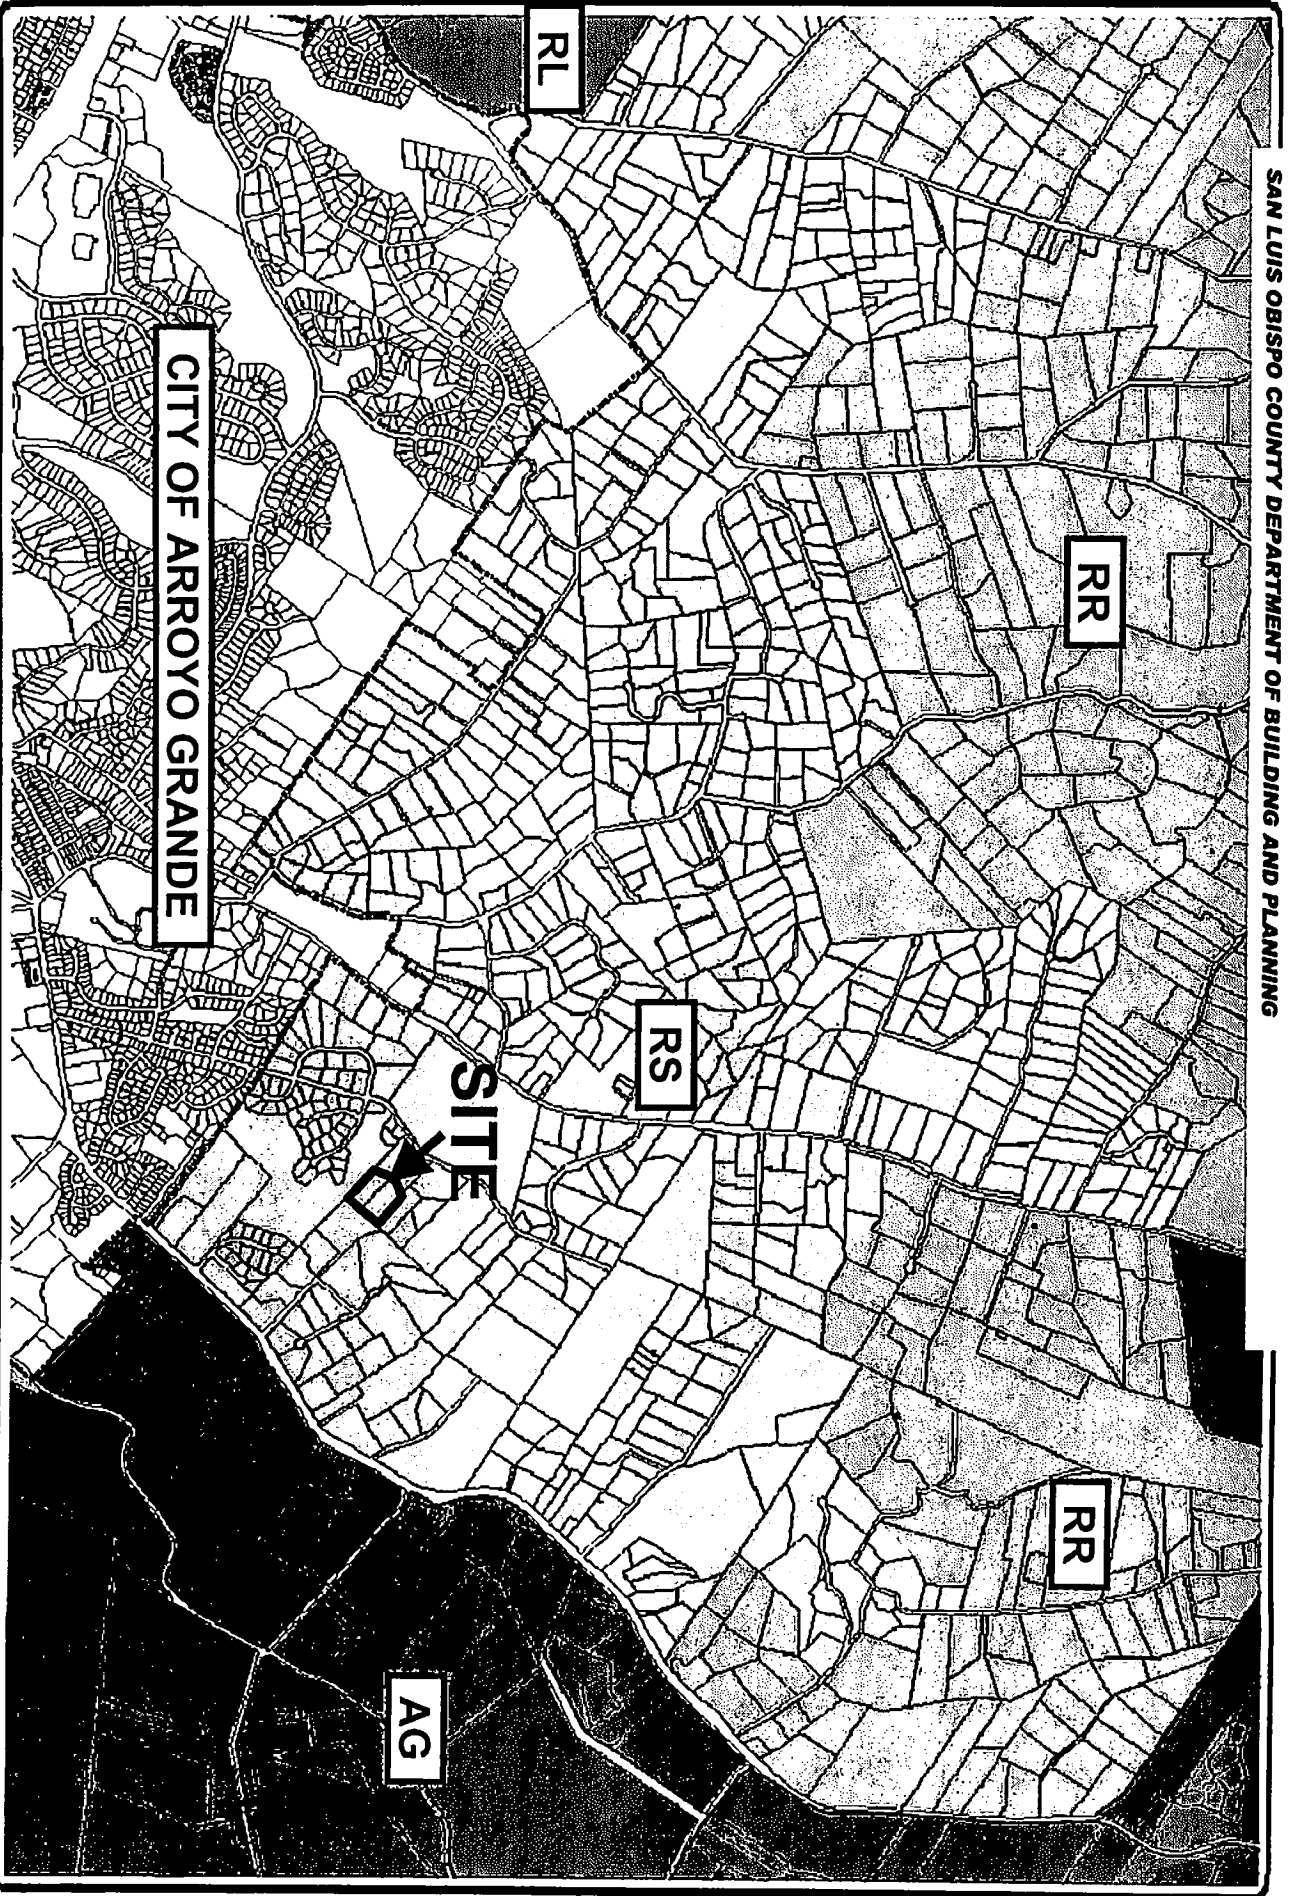 SAN LUIS OBISPO COUNTY DEPARTMENT OF BUILDING AND PLANNING
RR
RR
RL
RS
SITE
AG
CITY OF ARROYO GRANDE